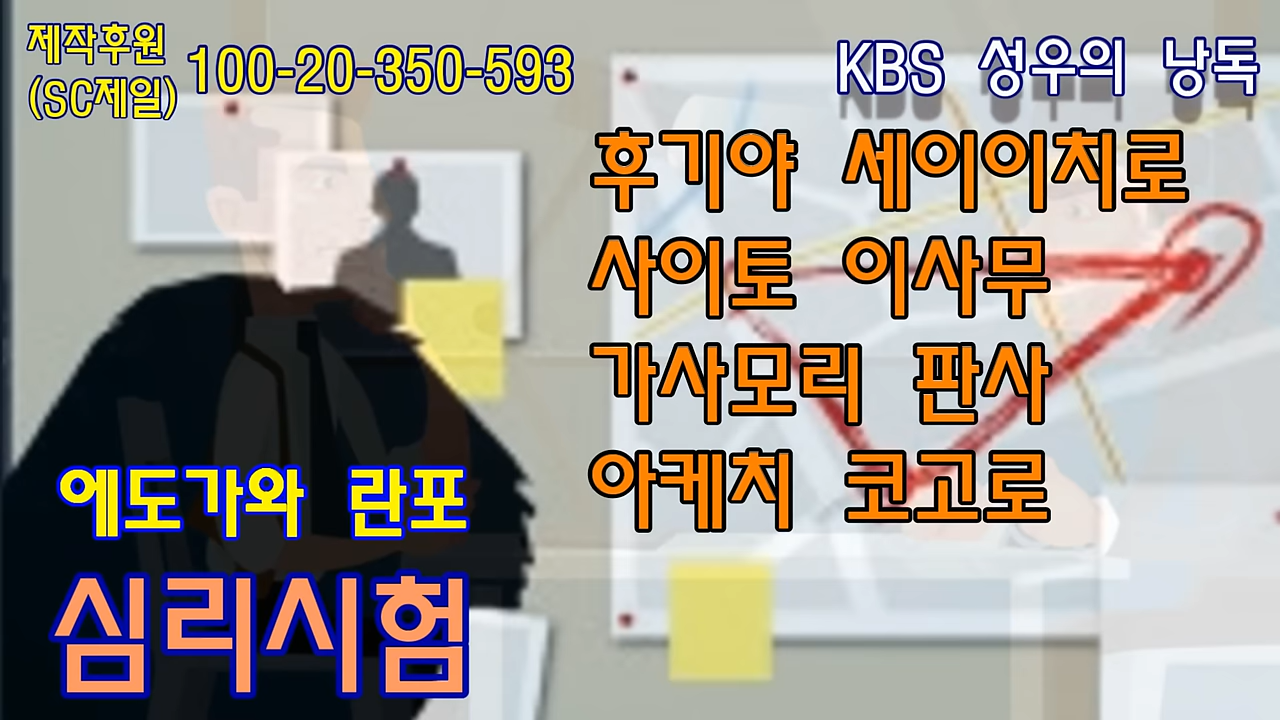 제작후원
(SC제일) 100-20-350-593
KBS 성우의 낭독
후기야 세이이치로
사이토 이사무
가사모리 판사
아케치 코고로
에도가와 란포
심리시험